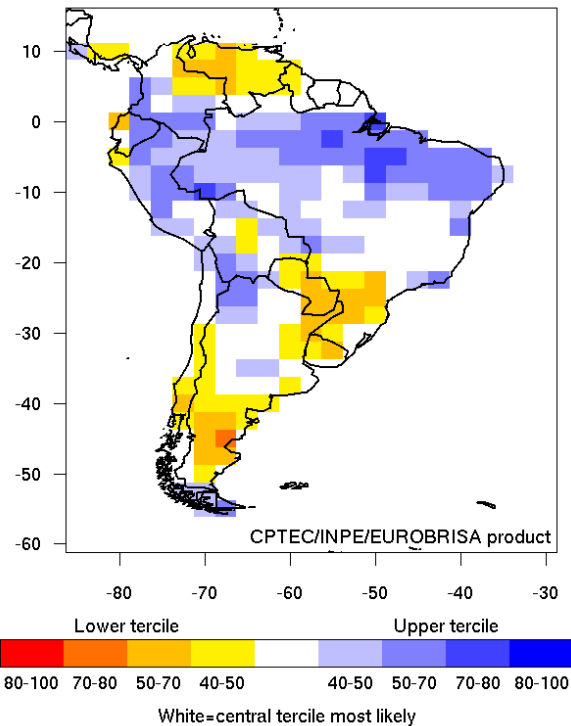 10
0
-10
-20
-30
-40
-50
-60
CPTEC/INPE/EUROBRISA product
-80 -70 -60 -50 -40 -30
Lower tercile Upper tercile
80-100 70-80 50-70 40-50 40-50 50-70 70-80 80-100
White=central tercile most likely